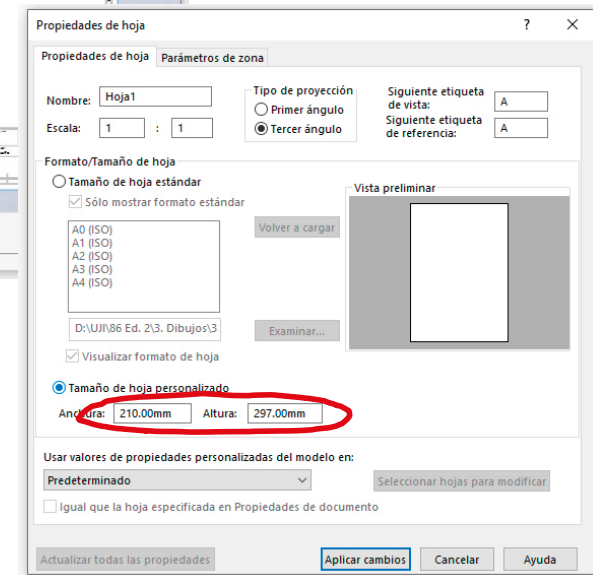 Propiedades de hoja ? ×
Propiedades de hoja Parámetros de zona
Nombre: Hoja1
Escala: 1 : 1
Tipo de proyección
Primer ángulo
Tercer ángulo
Siguiente etiqueta
de vista: A
Siguiente etiqueta
de referencia: A
Formato/Tamaño de hoja
Tamaño de hoja estándar
Sólo mostrar formato estándar
A0 (ISO)
A1 (ISO)
A2 (ISO)
A3 (ISO)
A4 (ISO)
Volver a cargar
D:\UJI\86 Ed. 2\3. Dibujos\3
Examinar...
Visualizar formato de hoja
Vista preliminar
Tamaño de hoja personalizado
Anchura: 210.00mm Altura: 297.00mm
Usar valores de propiedades personalizadas del modelo en:
Predeterminado
Seleccionar hojas para modificar
Igual que la hoja especificada en Propiedades de documento
Actualizar todas las propiedades Aplicar cambios Cancelar Ayuda